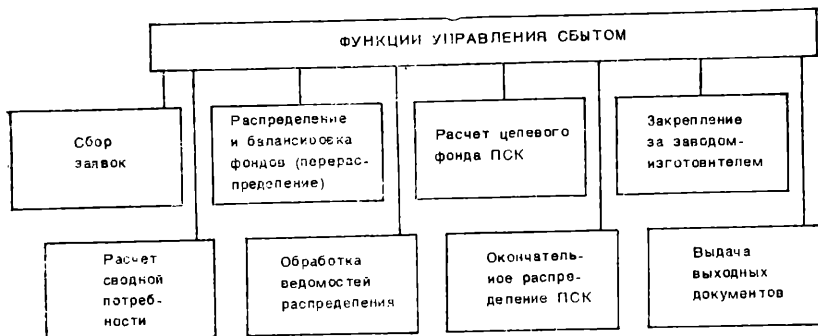 ФУНКЦИИ УПРАВЛЕНИЯ СБЫТОМ
Сбор
заявок
Распределение
и балансировка
фондов (перерас-
пределение)
Расчет целевого
фонда ПСК
Закрепление
за заводом-
изготовителем
Расчет
сводной
потреб-
ности
Обработка
ведомостей
распределения
Окончатель-
ное распре-
деление ПСК
Выдача
выходных
документов